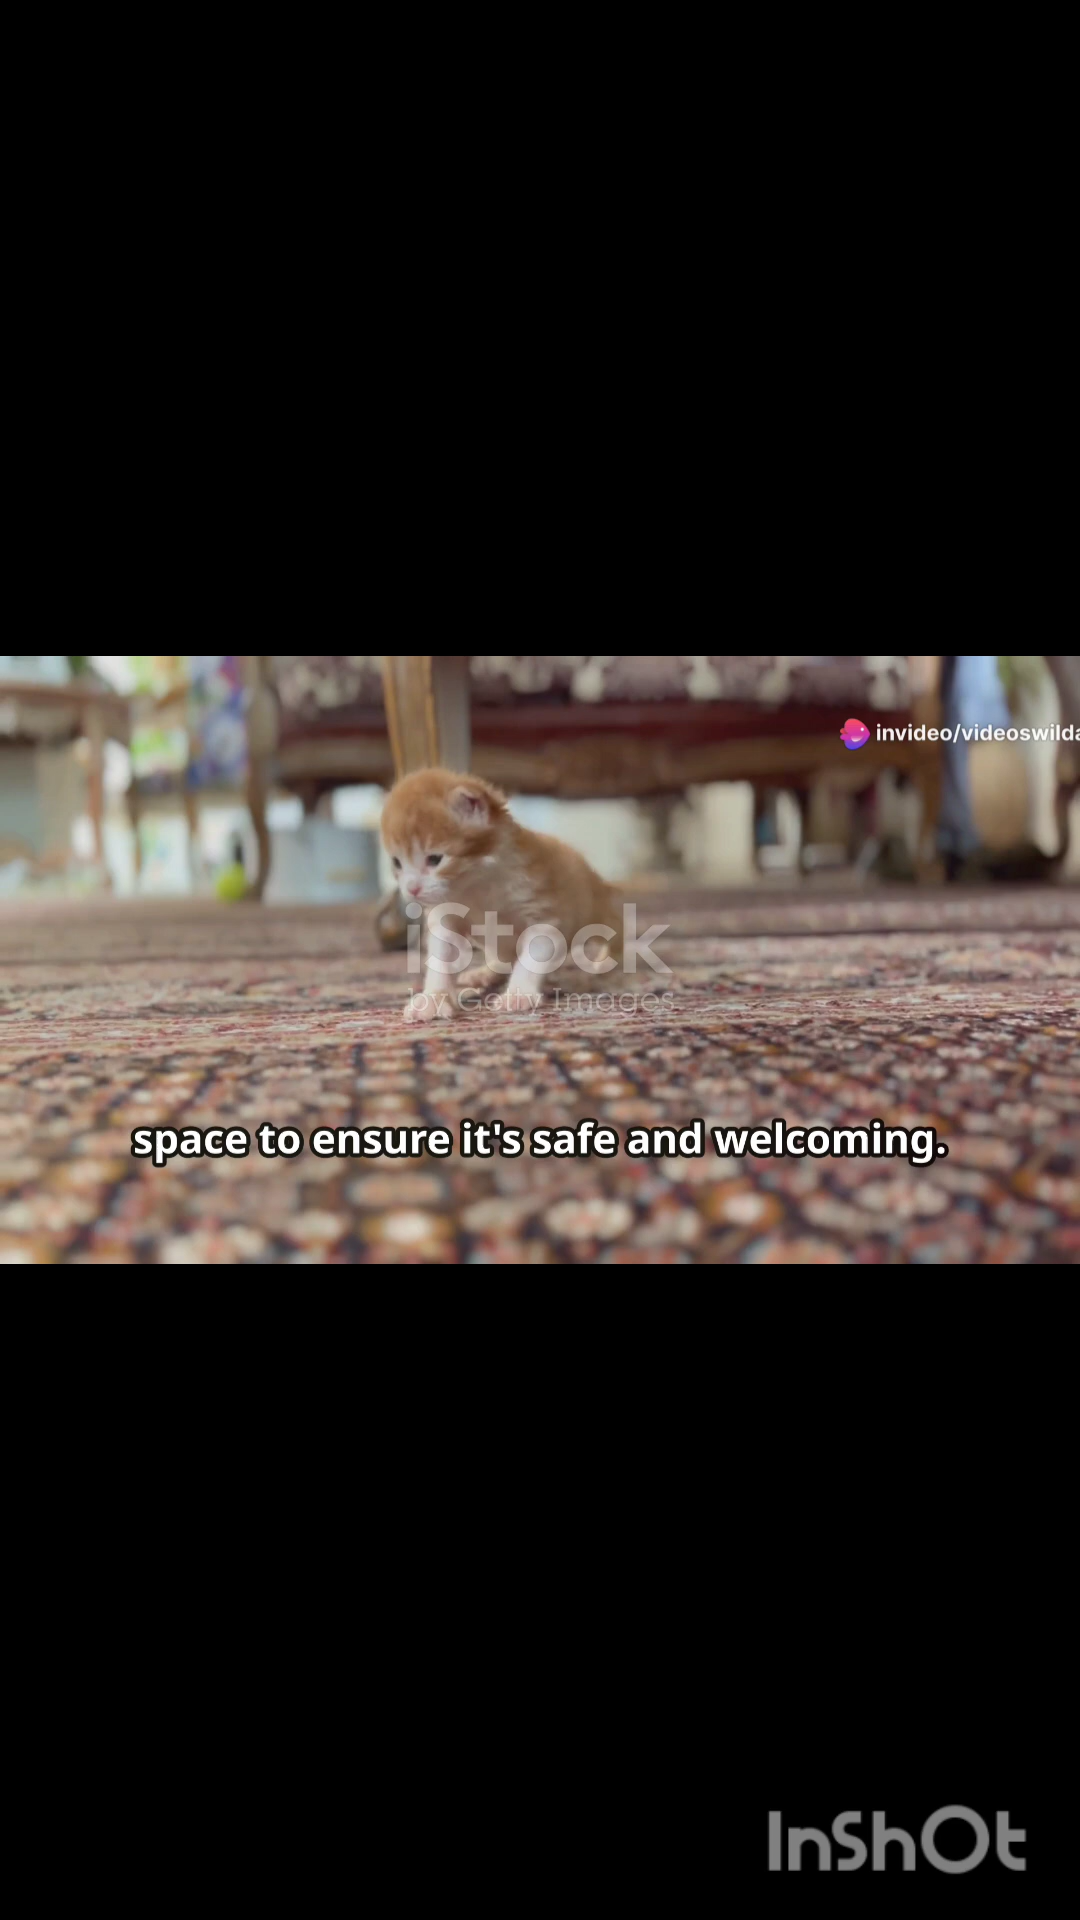 invideo/videoswilda
iStock
by Getty Images
space to ensure it's safe and welcoming.
InShOt